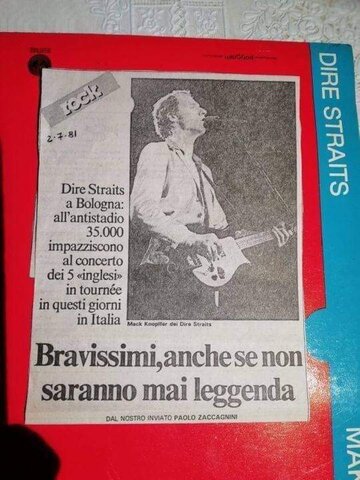 rock
2-7-81
Dire Straits
a Bologna:
all'antistadio
35.000
impazziscono
al concerto
dei 5 «inglesi»
in tournée
in questi giorni
in Italia
Mack Knopfler dei Dire Straits
Bravissimi, anche se non
saranno mai leggenda
DAL NOSTRO INVIATO PAOLO ZACCAGNINI
DIRE STRAITS
MA